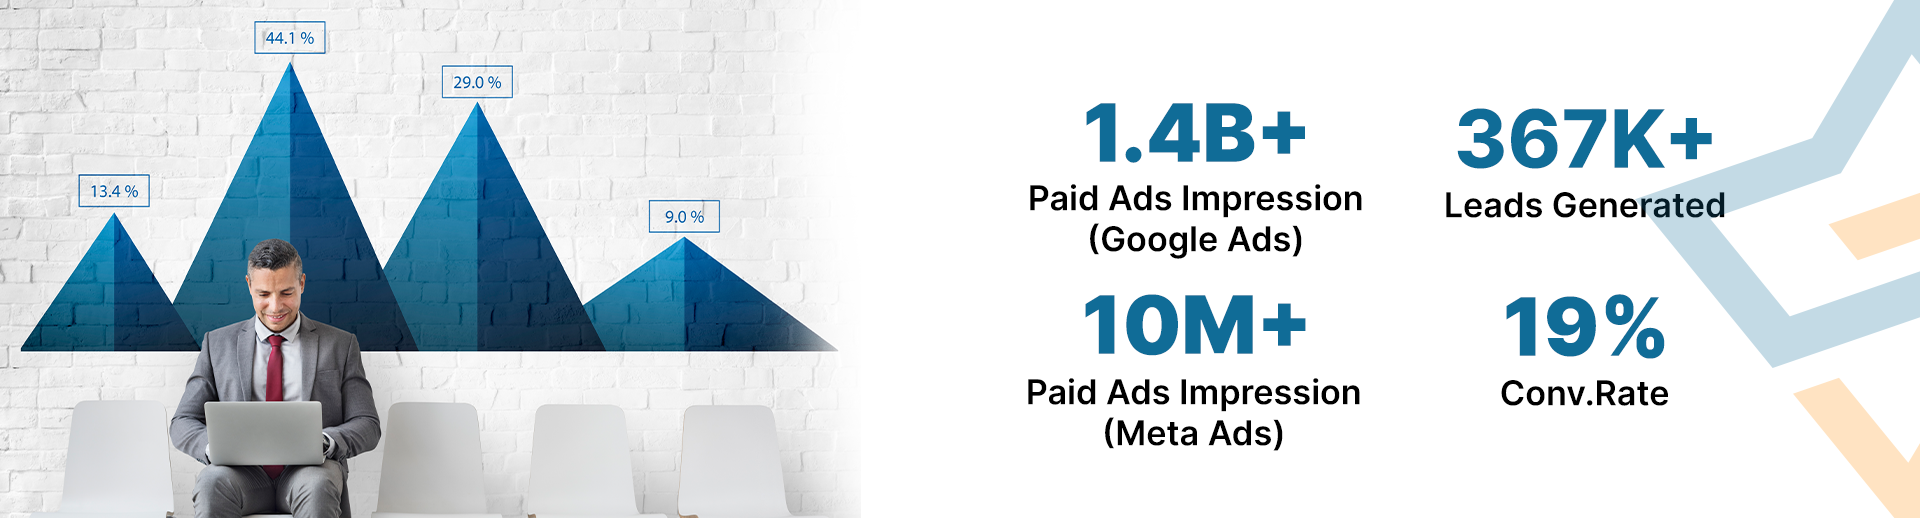 44.1 %
29.0 %
13.4 %
9.0 %
1.4B+
Paid Ads Impression
(Google Ads)
367K+
Leads Generated
10M+
Paid Ads Impression
(Meta Ads)
19%
Conv.Rate